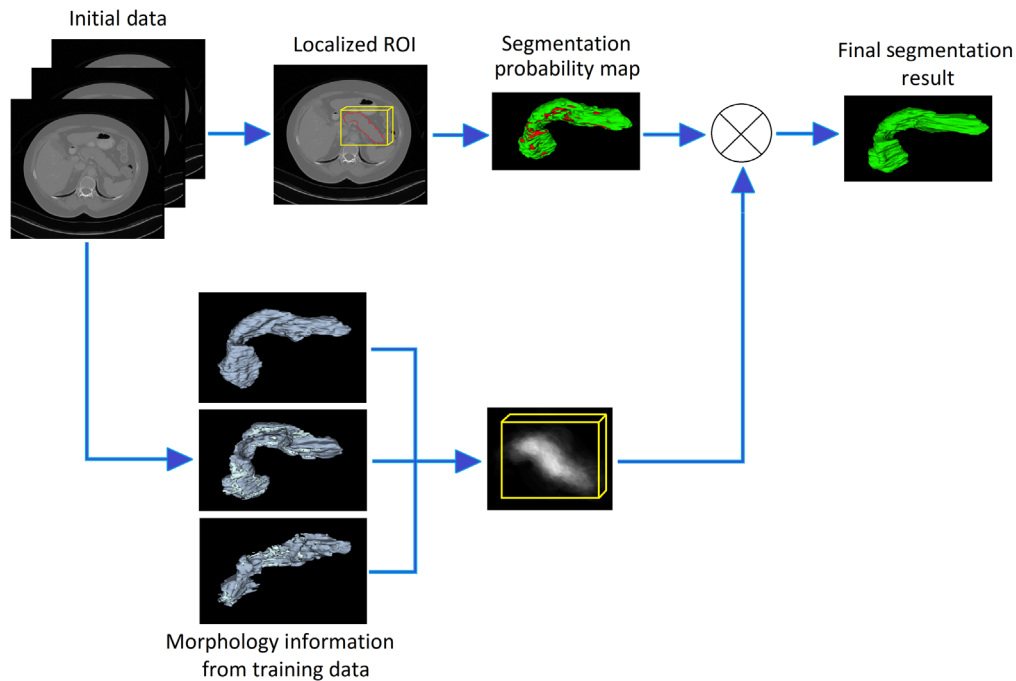 Initial data
Localized ROI
Segmentation
probability map
Final segmentation
result
Morphology information
from training data